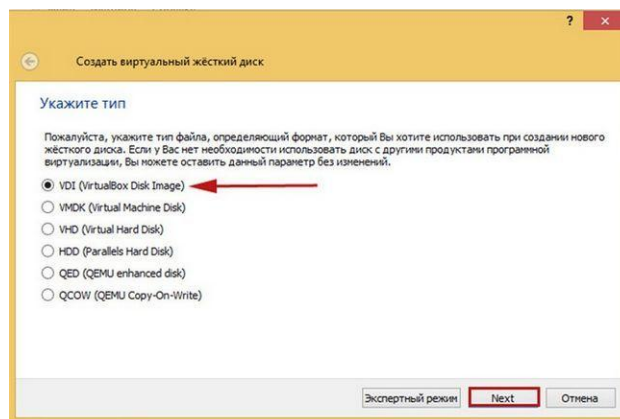 ?
Создать виртуальный жёсткий диск
Укажите тип
Пожалуйста, укажите тип файла, определяющий формат, который Вы хотите использовать при создании нового
жёсткого диска. Если у Вас нет необходимости использовать диск с другими продуктами программной
виртуализации, Вы можете оставить данный параметр без изменений.
VDI (VirtualBox Disk Image)
VMDK (Virtual Machine Disk)
VHD (Virtual Hard Disk)
HDD (Parallels Hard Disk)
QED (QEMU enhanced disk)
QCOW (QEMU Copy-On-Write)
Экспертный режим Next Отмена